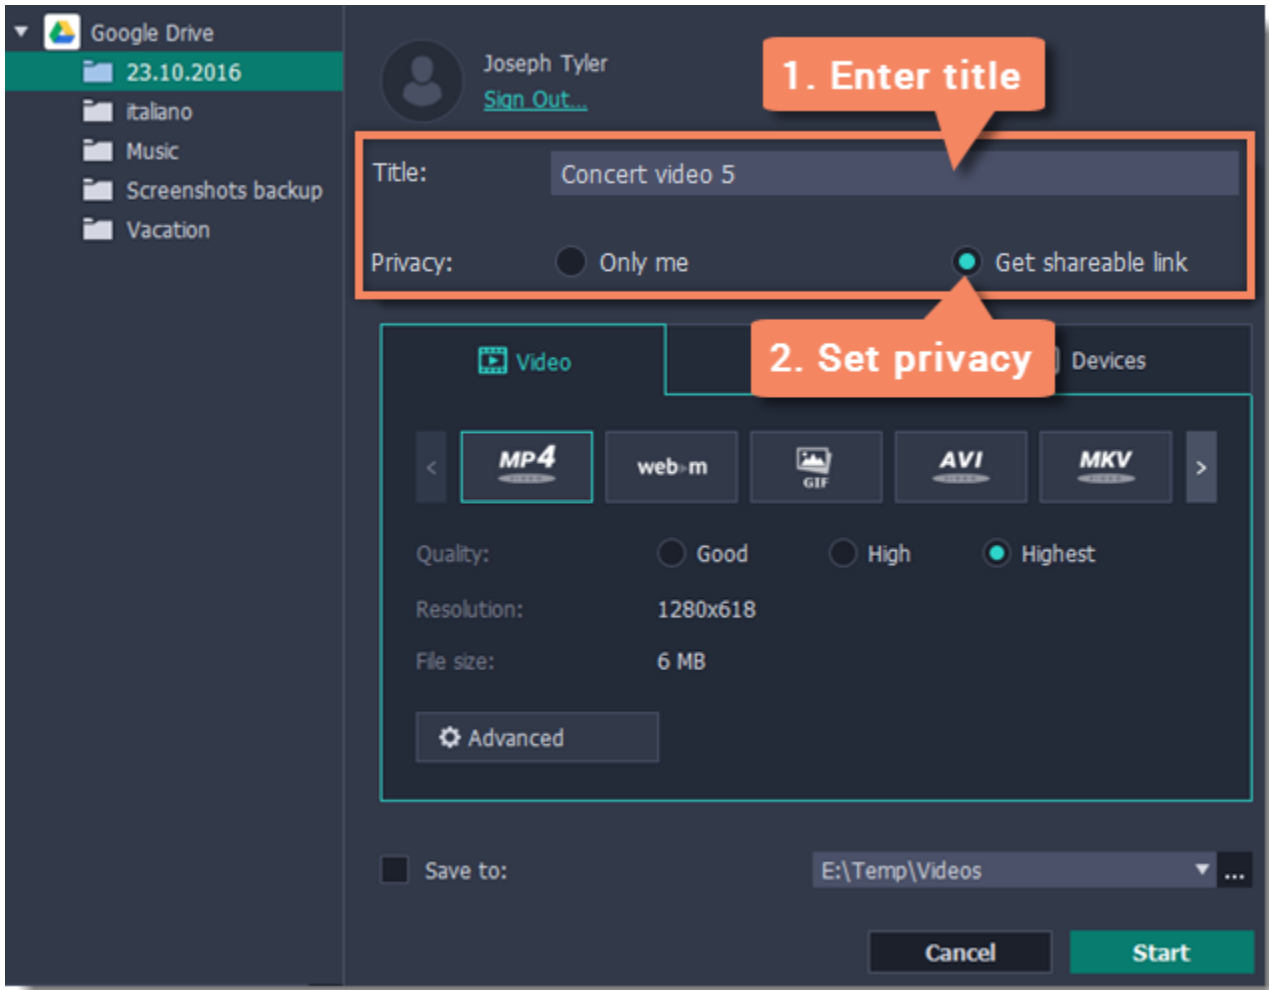 Google Drive
23.10.2016
italiano
Music
Screenshots backup
Vacation
Joseph Tyler
Sign Out...
1. Enter title
Title: Concert video 5
Privacy: Only me Get shareable link
2. Set privacy
Video Devices
< MP4 web m GIF AVI MKV >
Quality: Good High Highest
Resolution: 1280x618
File size: 6 MB
Advanced
Save to: E:\Temp\Videos ...
Cancel Start